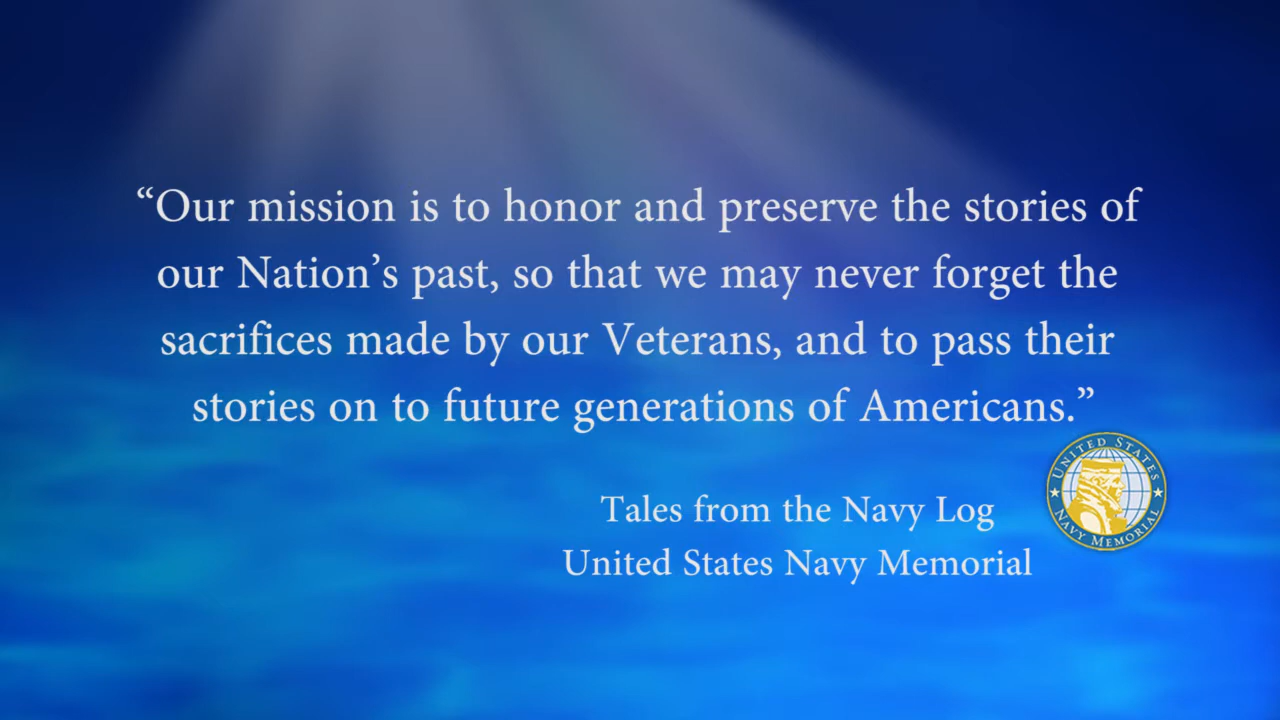 “Our mission is to honor and preserve the stories of
our Nation’s past, so that we may never forget the
sacrifices made by our Veterans, and to pass their
stories on to future generations of Americans.”
Tales from the Navy Log
United States Navy Memorial
UNITED STATES
NAVY MEMORIAL